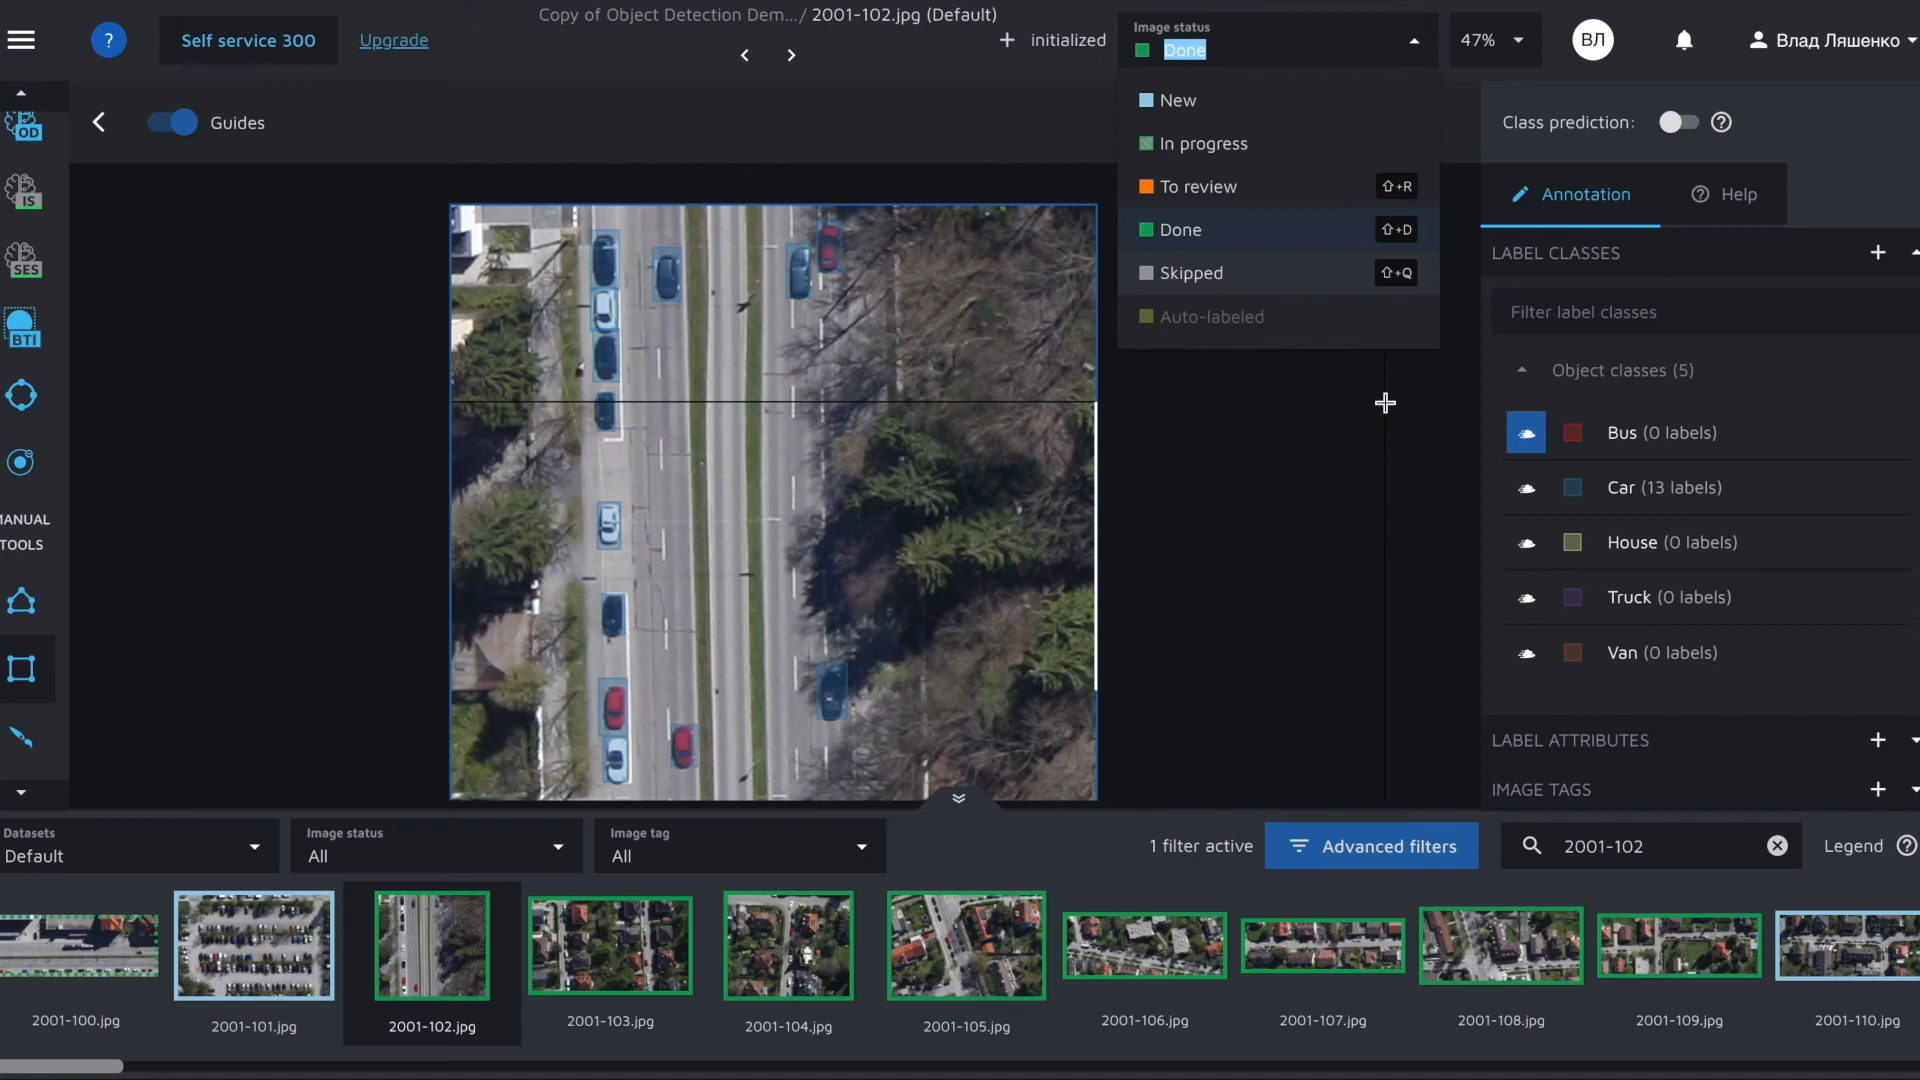 Copy of Object Detection Dem.../ 2001-102.jpg (Default)
?
Self service 300
Upgrade
+ initialized
Image status
Done
47%
ВЛ
Влад Ляшенко
New
In progress
To review ⇧+R
Done ⇧+D
Skipped ⇧+Q
Auto-labeled
Guides
Class prediction:
?
Annotation
? Help
LABEL CLASSES +
Filter label classes
Object classes (5)
Bus (0 labels)
Car (13 labels)
House (0 labels)
Truck (0 labels)
Van (0 labels)
LABEL ATTRIBUTES +
IMAGE TAGS +
OD
IS
SES
BTI
MANUAL
TOOLS
Datasets
Default
Image status
All
Image tag
All
1 filter active
Advanced filters
2001-102
Legend ?
2001-100.jpg
2001-101.jpg
2001-102.jpg
2001-103.jpg
2001-104.jpg
2001-105.jpg
2001-106.jpg
2001-107.jpg
2001-108.jpg
2001-109.jpg
2001-110.jpg